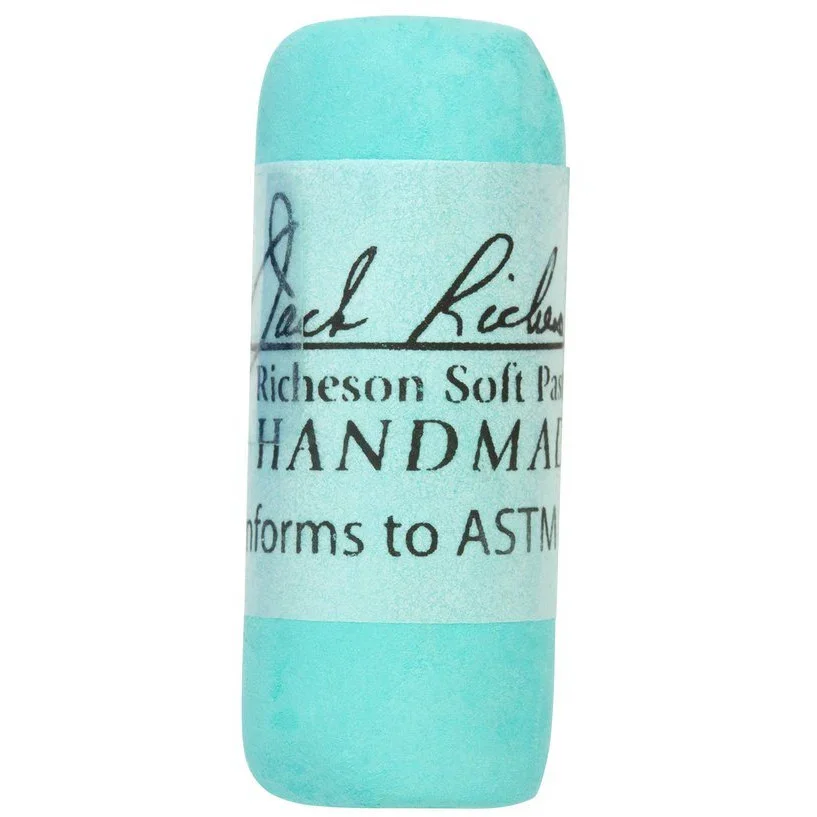 Jack Riches
Richeson Soft Pas
HANDMAD
nforms to ASTM